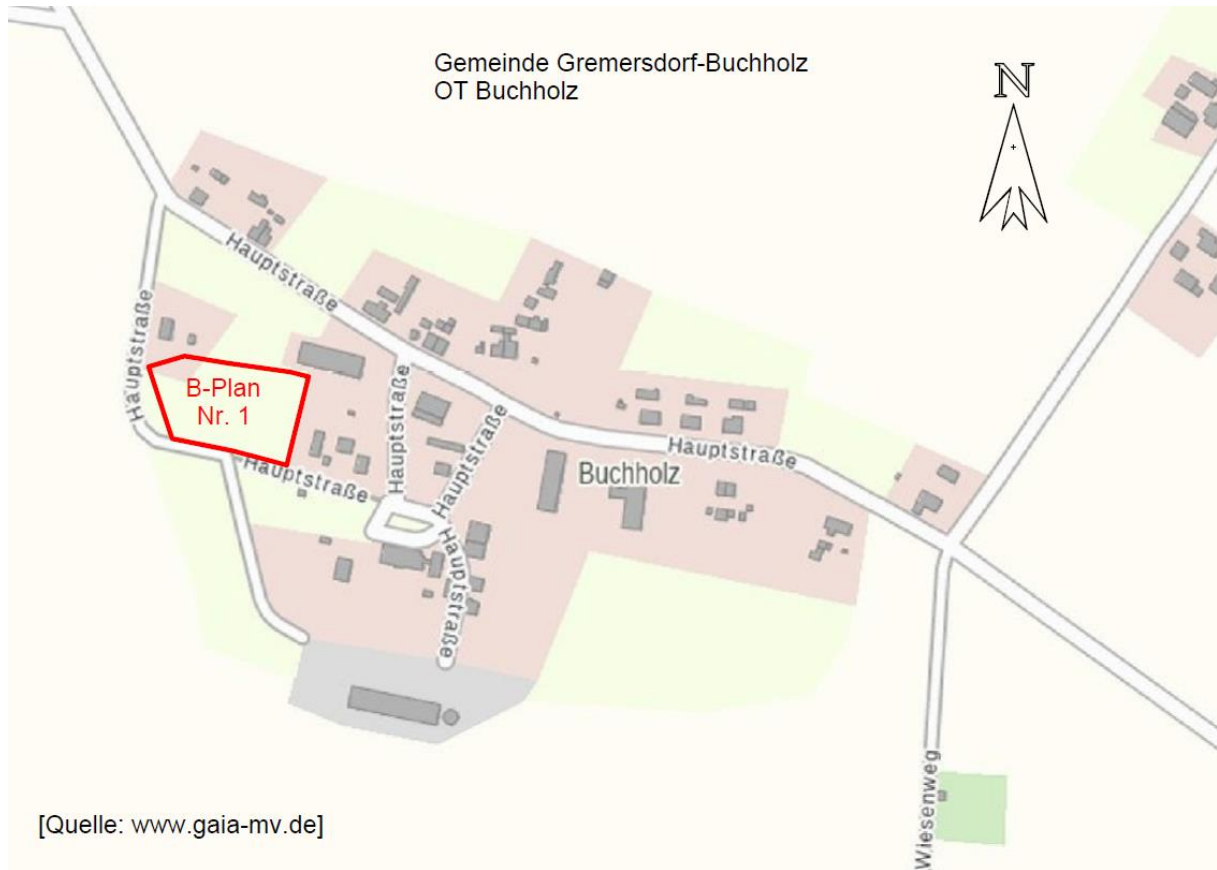 Gemeinde Gremersdorf-Buchholz
OT Buchholz
N
Hauptstraße
Hauptstraße
B-Plan
Nr. 1
Hauptstraße
Hauptstraße
Hauptstraße
Hauptstraße
Hauptstraße
Buchholz
Wiesenweg
[Quelle: www.gaia-mv.de]